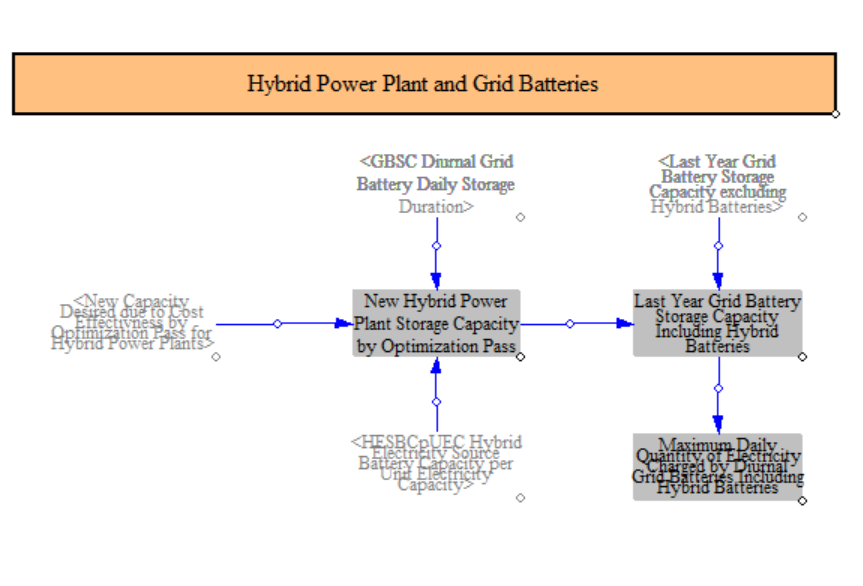 Hybrid Power Plant and Grid Batteries
<GBSC Diurnal Grid
Battery Daily Storage
Duration>
<Last Year Grid
Battery Storage
Capacity excluding
Hybrid Batteries>
<New Capacity
Desired due to Cost
Effectivness by
Optimization Pass for
Hybrid Power Plants>
New Hybrid Power
Plant Storage Capacity
by Optimization Pass
Last Year Grid Battery
Storage Capacity
Including Hybrid
Batteries
<HESBCpUEC Hybrid
Electricity Source
Battery Capacity per
Unit Electricity
Capacity>
Maximum Daily
Quantity of Electricity
Charged by Diurnal
Grid Batteries Including
Hybrid Batteries